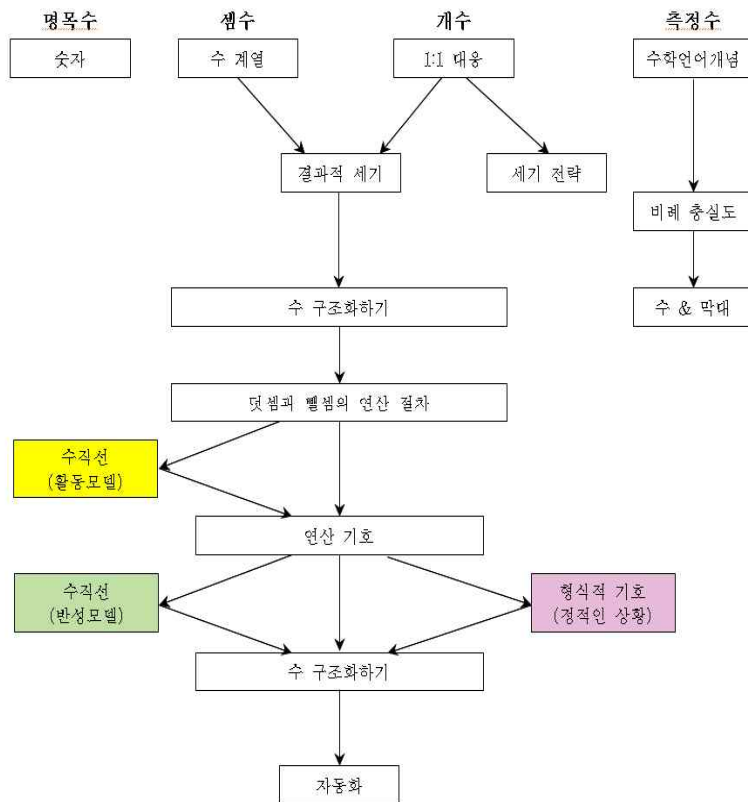 명목수
셈수
개수
측정수
숫자
수 계열
1:1 대응
수학언어개념
결과적 세기
세기 전략
비례 충실도
수 구조화하기
수 & 막대
덧셈과 뺄셈의 연산 절차
수직선
(활동모델)
연산 기호
수직선
(반성모델)
형식적 기호
(정적인 상황)
수 구조화하기
자동화